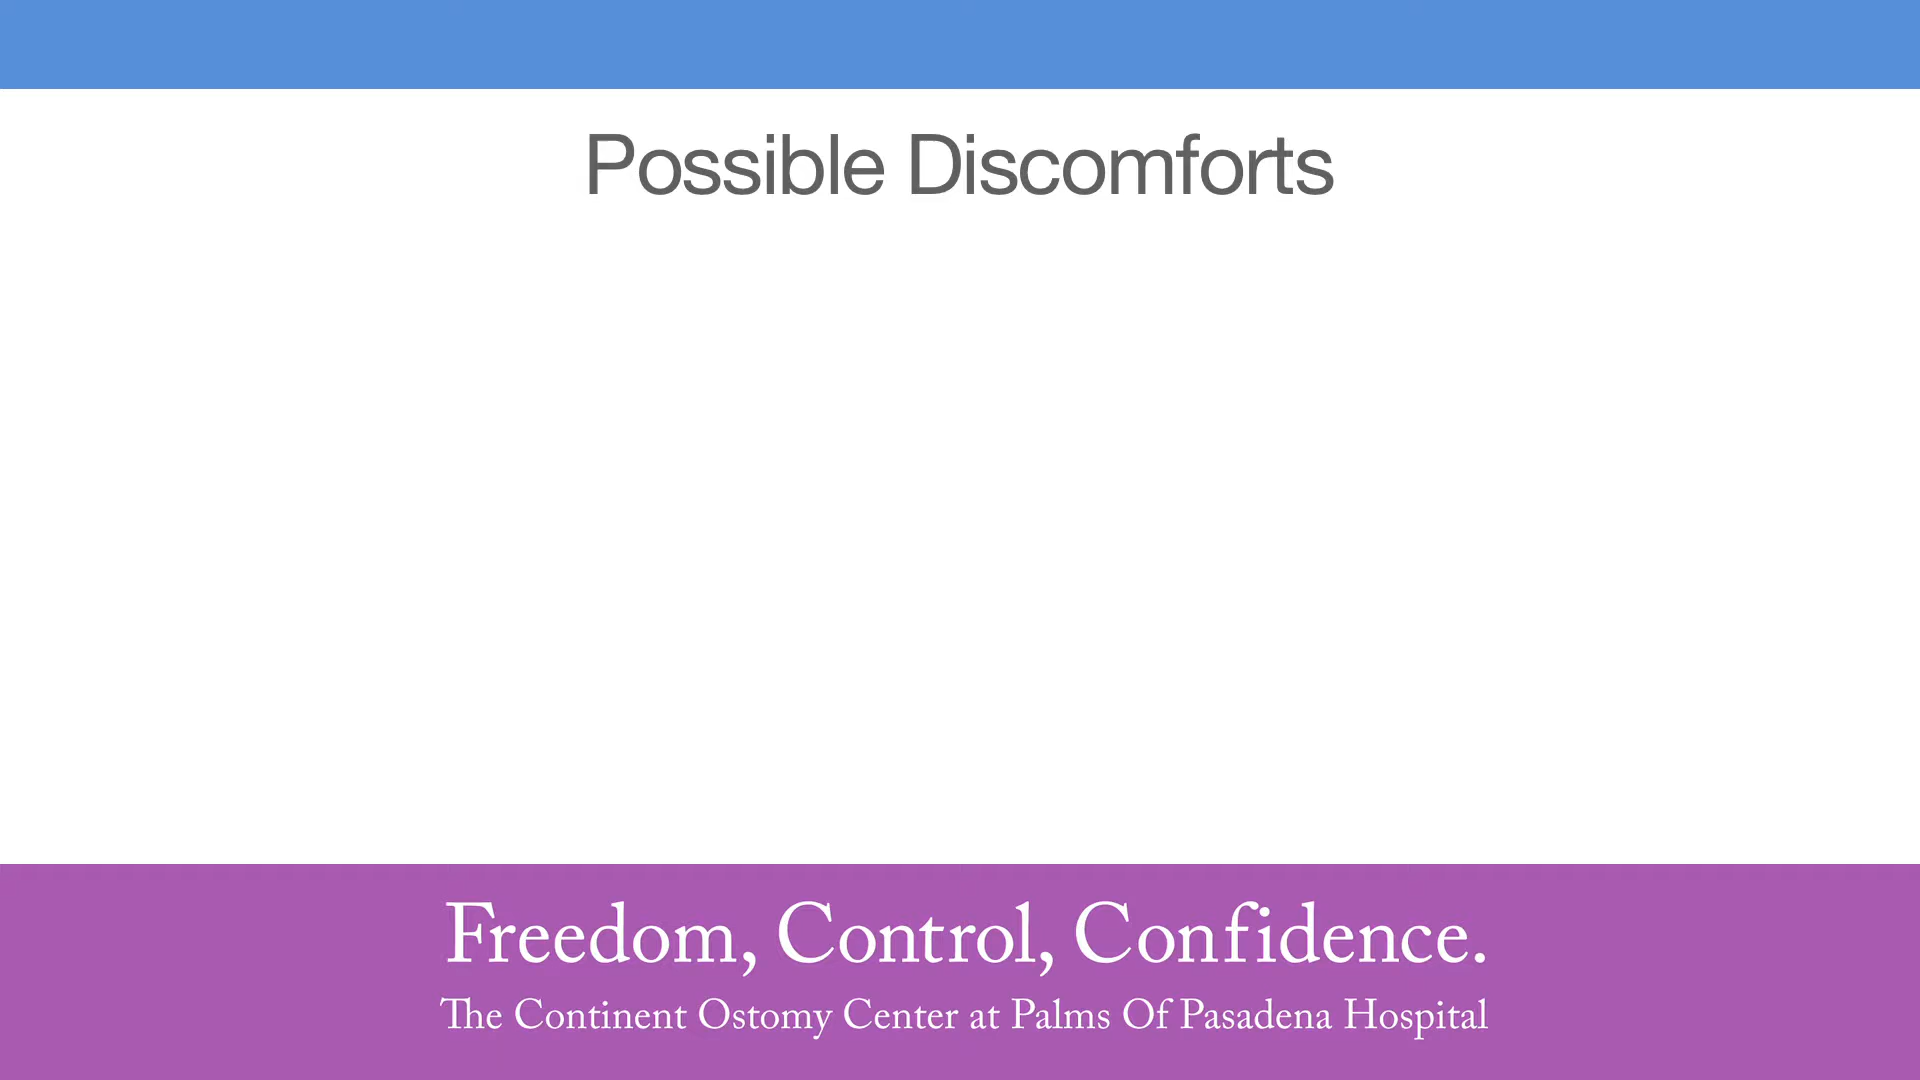 Possible Discomforts
Freedom, Control, Confidence.
The Continent Ostomy Center at Palms Of Pasadena Hospital